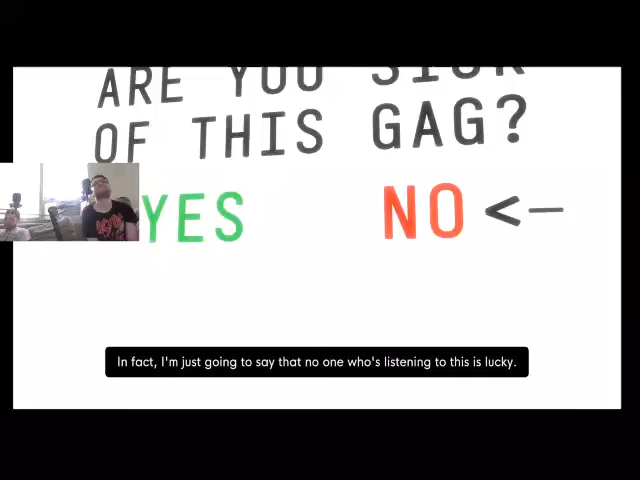 ARE YOU SICK
OF THIS GAG?
YES NO <-
In fact, I'm just going to say that no one who's listening to this is lucky.